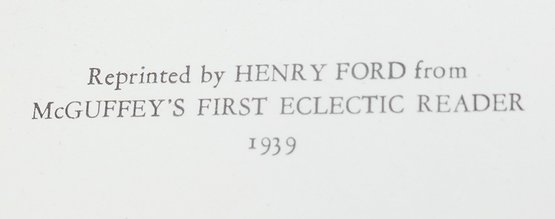 Reprinted by HENRY FORD from
McGUFFEY'S FIRST ECLECTIC READER
1939